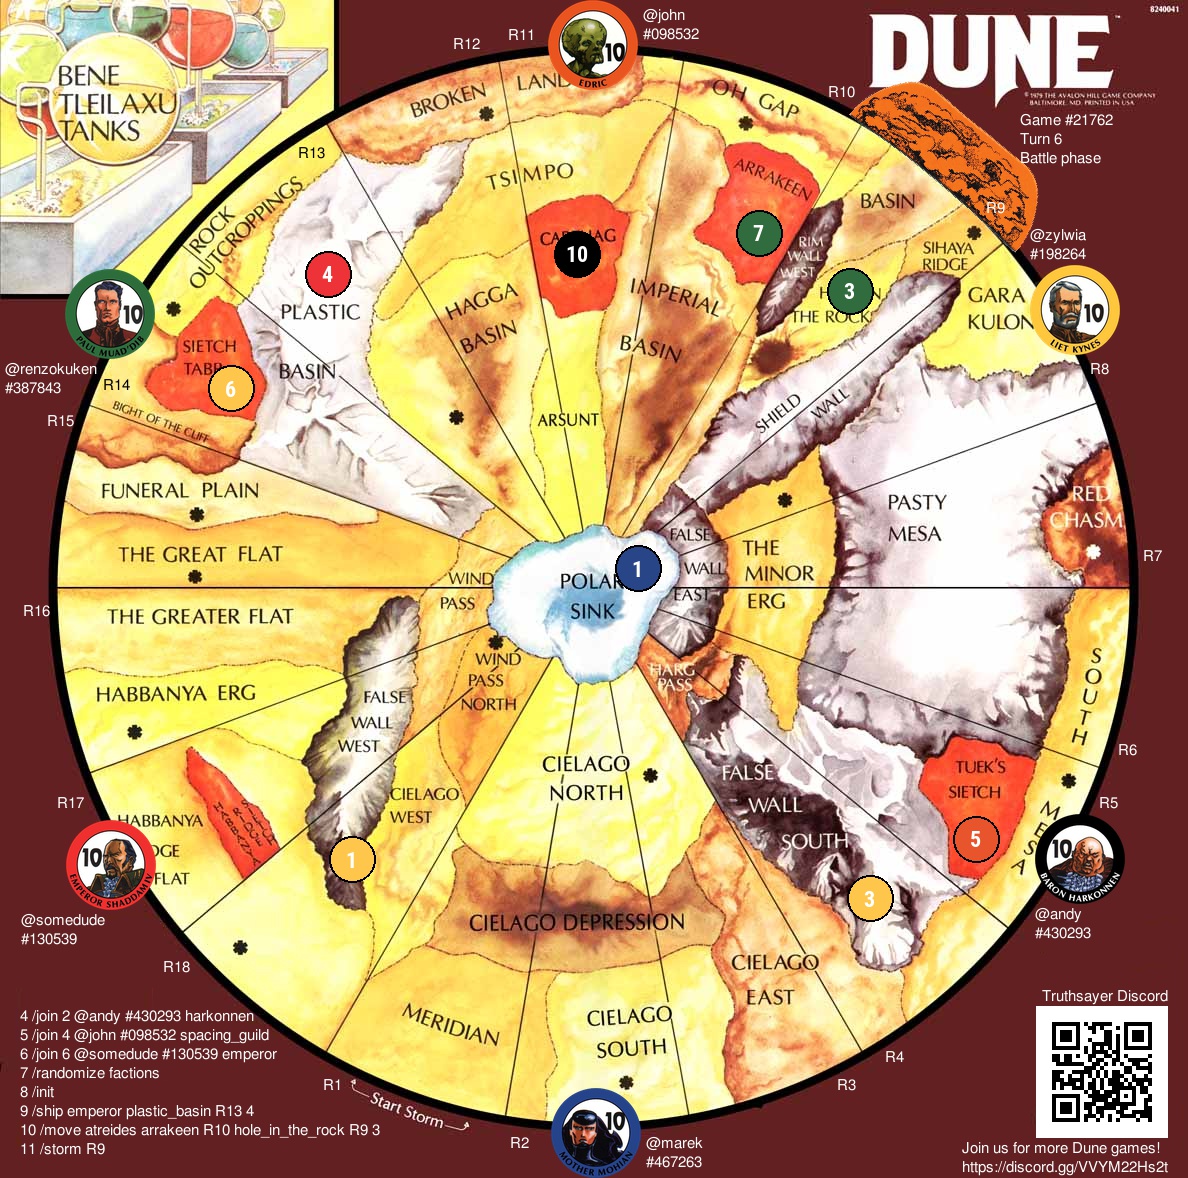 8240041
DUNE
™
© 1979 THE AVALON HILL GAME COMPANY
BALTIMORE, MD. PRINTED IN USA
Game #21762
Turn 6
Battle phase
BENE
TLEILAXU
TANKS
@john
#098532
10
EDRIC
R12
R11
R10
R13
R9
BROKEN
LAND
OH GAP
ROCK
OUTCROPPINGS
TSIMPO
ARRAKEEN
7
BASIN
RIM
WALL
WEST
SIHAYA
RIDGE
@zylwia
#198264
10
LIET KYNES
GARA
KULON
R8
10
4
PLASTIC
BASIN
HAGGA
BASIN
IMPERIAL
BASIN
3
THE ROCK
10
PAUL MUAD'DIB
@renzokuken
#387843
SIETCH
6
R14
R15
BIGHT OF THE CLIFF
ARSUNT
SHIELD
WALL
FUNERAL PLAIN
PASTY
MESA
RED
CHASM
THE GREAT FLAT
FALSE
WALL
EAST
THE
MINOR
ERG
R7
POLAR
SINK
1
WIND
PASS
R16
THE GREATER FLAT
WIND
PASS
NORTH
HARG
PASS
HABBANYA ERG
FALSE
WALL
WEST
SOUTH
MESA
R6
R5
CIELAGO
NORTH
FALSE
WALL
SOUTH
TUEK'S
SIETCH
5
R17
HABBANYA
FLAT
CIELAGO
WEST
1
10
EMPEROR SHADDAM IV
10
BARON HARKONNEN
3
CIELAGO DEPRESSION
@somedude
#130539
@andy
#430293
R18
CIELAGO
EAST
MERIDIAN
CIELAGO
SOUTH
Truthsayer Discord
4 /join 2 @andy #430293 harkonnen
5 /join 4 @john #098532 spacing_guild
6 /join 6 @somedude #130539 emperor
7 /randomize factions
8 /init
9 /ship emperor plastic_basin R13 4
10 /move atreides arrakeen R10 hole_in_the_rock R9 3
11 /storm R9
R1
Start Storm
R2
R3
R4
10
MOTHER MOHIAM
@marek
#467263
Join us for more Dune games!
https://discord.gg/VVYM22Hs2t